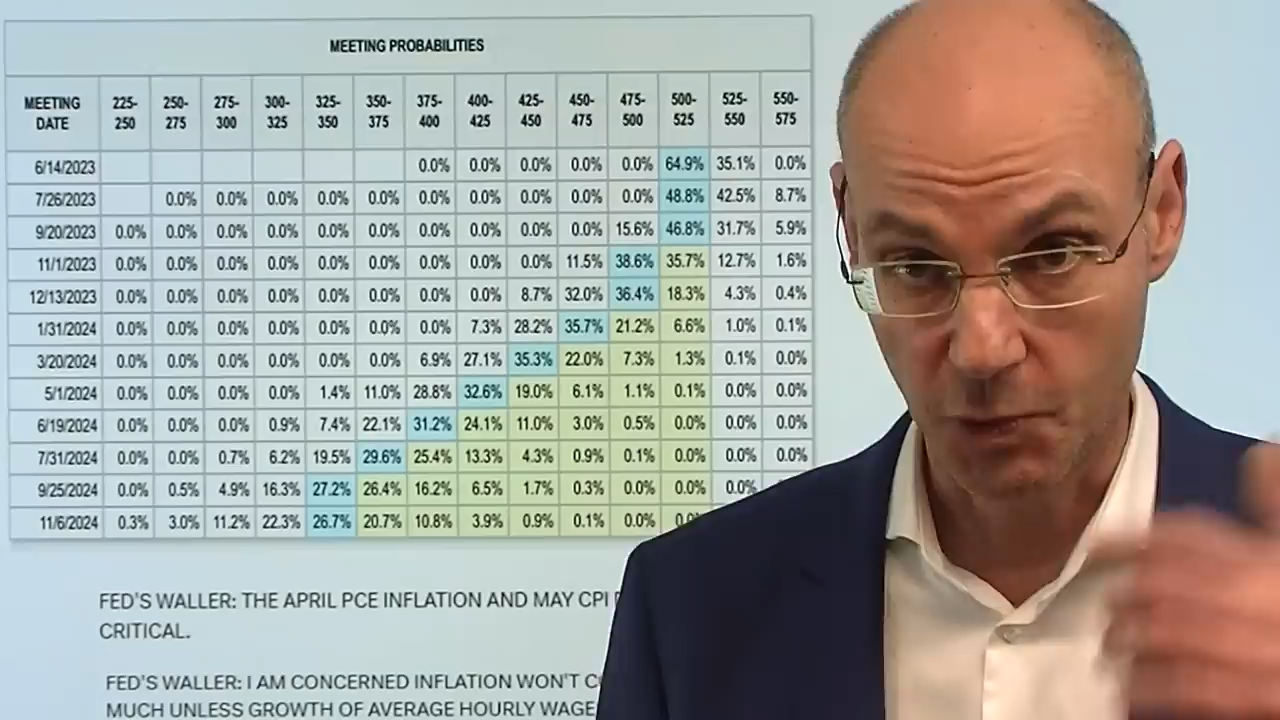 MEETING PROBABILITIES
MEETING DATE 225-250 250-275 275-300 300-325 325-350 350-375 375-400 400-425 425-450 450-475 475-500 500-525 525-550 550-575
6/14/2023 0.0% 0.0% 0.0% 0.0% 0.0% 64.9% 35.1% 0.0%
7/26/2023 0.0% 0.0% 0.0% 0.0% 0.0% 0.0% 0.0% 0.0% 0.0% 0.0% 48.8% 42.5% 8.7%
9/20/2023 0.0% 0.0% 0.0% 0.0% 0.0% 0.0% 0.0% 0.0% 0.0% 0.0% 15.6% 46.8% 31.7% 5.9%
11/1/2023 0.0% 0.0% 0.0% 0.0% 0.0% 0.0% 0.0% 0.0% 0.0% 11.5% 38.6% 35.7% 12.7% 1.6%
12/13/2023 0.0% 0.0% 0.0% 0.0% 0.0% 0.0% 0.0% 0.0% 8.7% 32.0% 36.4% 18.3% 4.3% 0.4%
1/31/2024 0.0% 0.0% 0.0% 0.0% 0.0% 0.0% 0.0% 7.3% 28.2% 35.7% 21.2% 6.6% 1.0% 0.1%
3/20/2024 0.0% 0.0% 0.0% 0.0% 0.0% 0.0% 6.9% 27.1% 35.3% 22.0% 7.3% 1.3% 0.1% 0.0%
5/1/2024 0.0% 0.0% 0.0% 0.0% 1.4% 11.0% 28.8% 32.6% 19.0% 6.1% 1.1% 0.1% 0.0% 0.0%
6/19/2024 0.0% 0.0% 0.0% 0.9% 7.4% 22.1% 31.2% 24.1% 11.0% 3.0% 0.5% 0.0% 0.0% 0.0%
7/31/2024 0.0% 0.0% 0.7% 6.2% 19.5% 29.6% 25.4% 13.3% 4.3% 0.9% 0.1% 0.0% 0.0% 0.0%
9/25/2024 0.0% 0.5% 4.9% 16.3% 27.2% 26.4% 16.2% 6.5% 1.7% 0.3% 0.0% 0.0% 0.0%
11/6/2024 0.3% 3.0% 11.2% 22.3% 26.7% 20.7% 10.8% 3.9% 0.9% 0.1% 0.0%
FED'S WALLER: THE APRIL PCE INFLATION AND MAY CPI
CRITICAL.
FED'S WALLER: I AM CONCERNED INFLATION WON'T
MUCH UNLESS GROWTH OF AVERAGE HOURLY WAGE